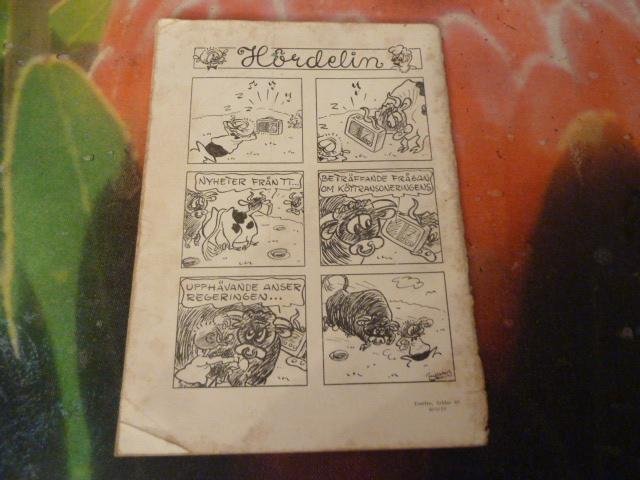 Hördelin
z
z
z
z
NYHETER FRÅN TT...
BETRÄFFANDE FRÅGAN
OM KÖTTRANSONERINGENS
UPPHÄVANDE ANSER
REGERINGEN...